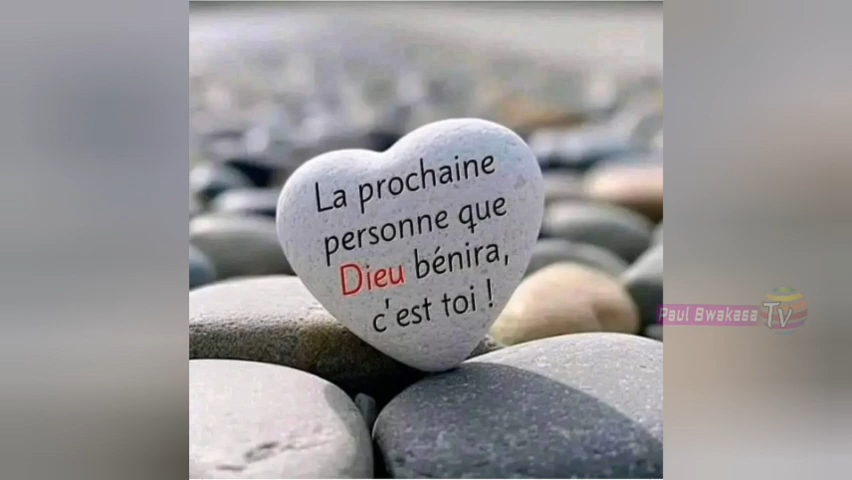 La prochaine
personne que
Dieu bénira,
c'est toi !
Paul Bwakasa Tv